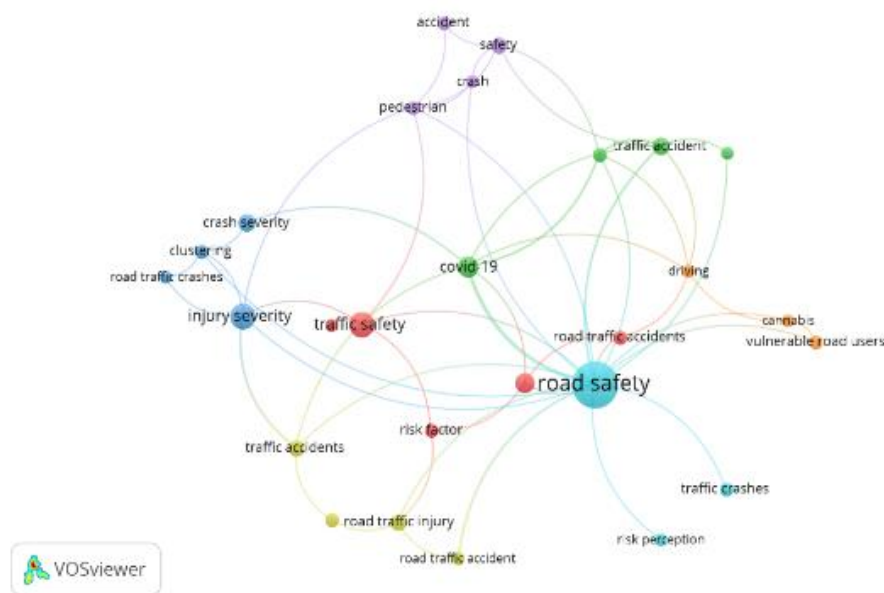 accident
safety
crash
pedestrian
traffic accident
crash severity
clustering
road traffic crashes
covid-19
driving
injury severity
traffic safety
road traffic accidents
cannabis
vulnerable road users
road safety
risk factor
traffic accidents
traffic crashes
road traffic injury
risk perception
road traffic accident
VOSviewer